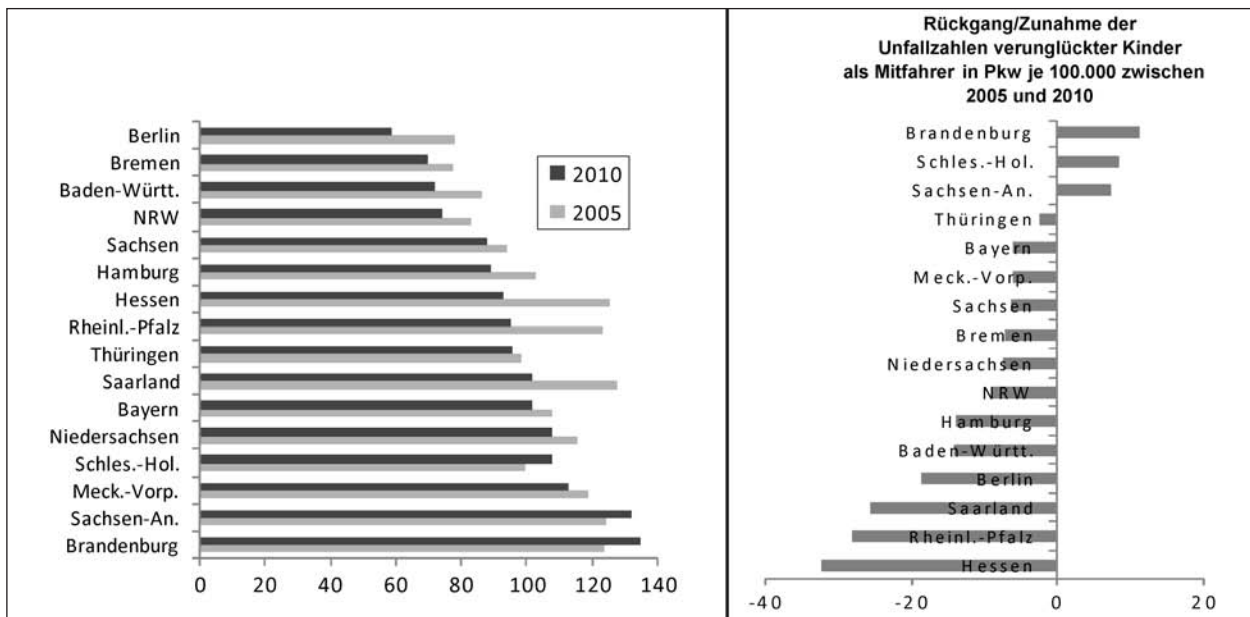 Berlin
Bremen
Baden-Württ.
NRW
Sachsen
Hamburg
Hessen
Rheinl.-Pfalz
Thüringen
Saarland
Bayern
Niedersachsen
Schles.-Hol.
Meck.-Vorp.
Sachsen-An.
Brandenburg
0 20 40 60 80 100 120 140
2010
2005
Rückgang/Zunahme der
Unfallzahlen verunglückter Kinder
als Mitfahrer in Pkw je 100.000 zwischen
2005 und 2010
Brandenburg
Schles.-Hol.
Sachsen-An.
Thüringen
Bayern
Meck.-Vorp.
Sachsen
Bremen
Niedersachsen
NRW
Hamburg
Baden-Württ.
Berlin
Saarland
Rheinl.-Pfalz
Hessen
-40 -20 0 20